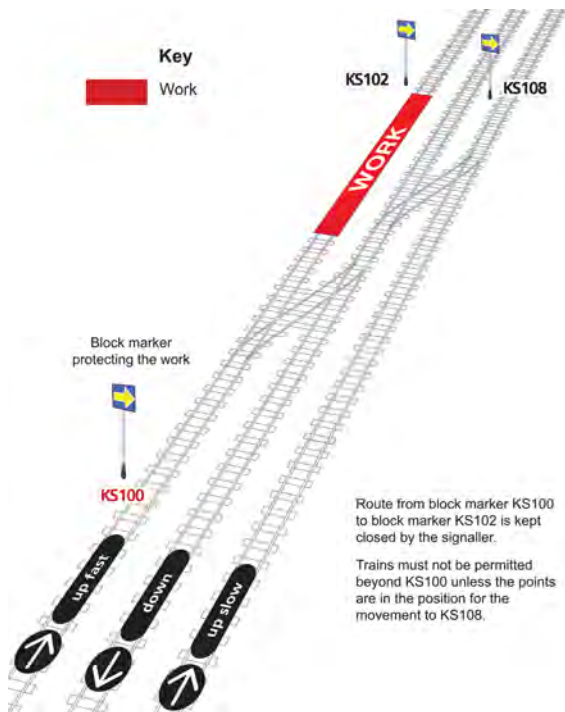 Key
Work
KS102
KS108
WORK
Block marker
protecting the work
KS100
Route from block marker KS100
to block marker KS102 is kept
closed by the signaller.
Trains must not be permitted
beyond KS100 unless the points
are in the position for the
movement to KS108.
up fast
down
up slow